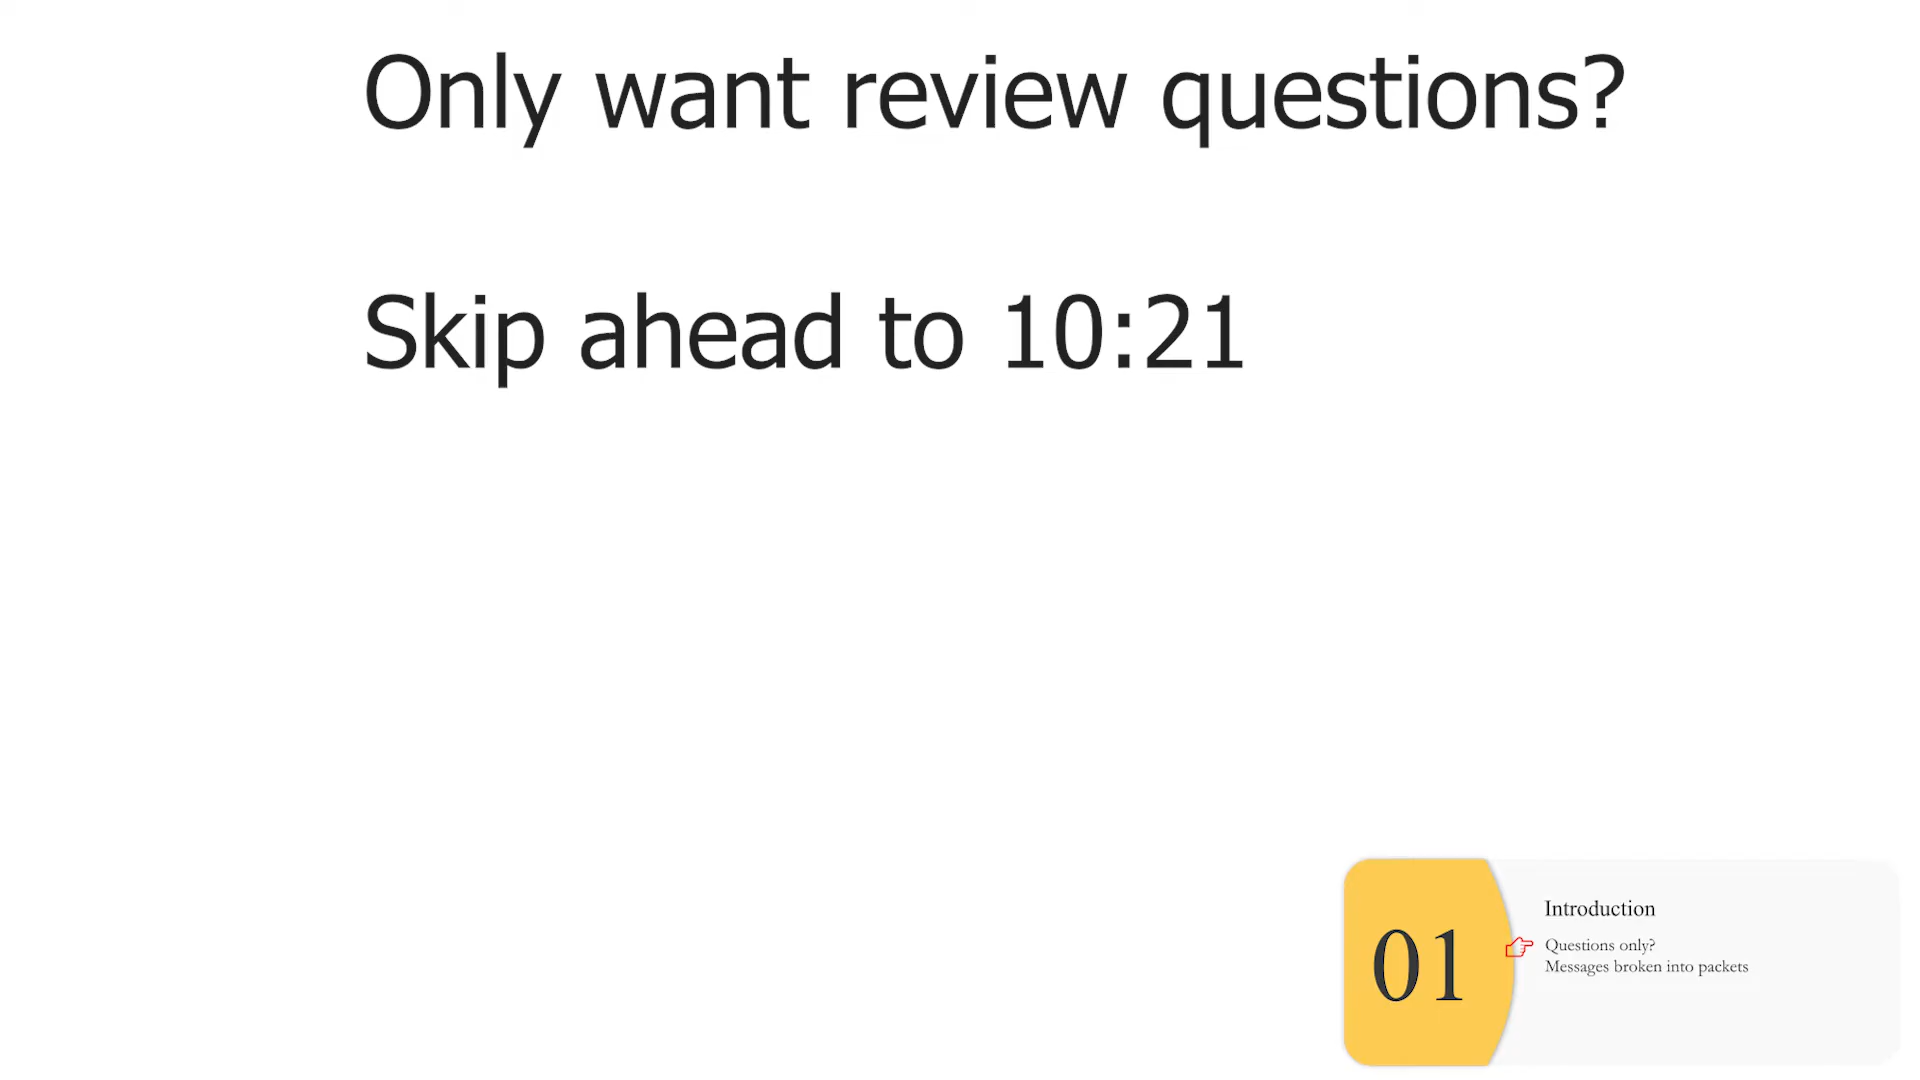 Only want review questions?
Skip ahead to 10:21
01
Introduction
Questions only?
Messages broken into packets